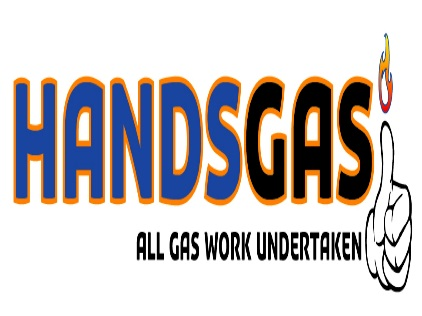 HANDSGAS
ALL GAS WORK UNDERTAKEN